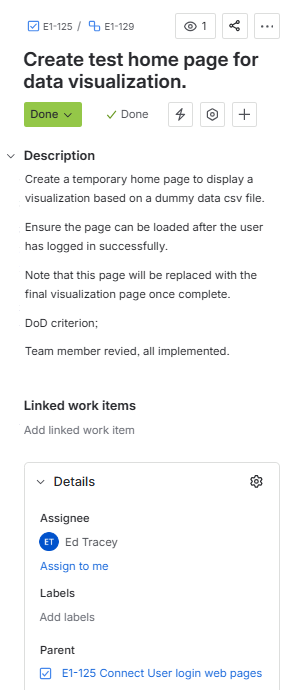 E1-125 / E1-129
1
Create test home page for
data visualization.
Done
Done
Description
Create a temporary home page to display a
visualization based on a dummy data csv file.
Ensure the page can be loaded after the user
has logged in successfully.
Note that this page will be replaced with the
final visualization page once complete.
DoD criterion;
Team member revied, all implemented.
Linked work items
Add linked work item
Details
Assignee
ET Ed Tracey
Assign to me
Labels
Add labels
Parent
E1-125 Connect User login web pages